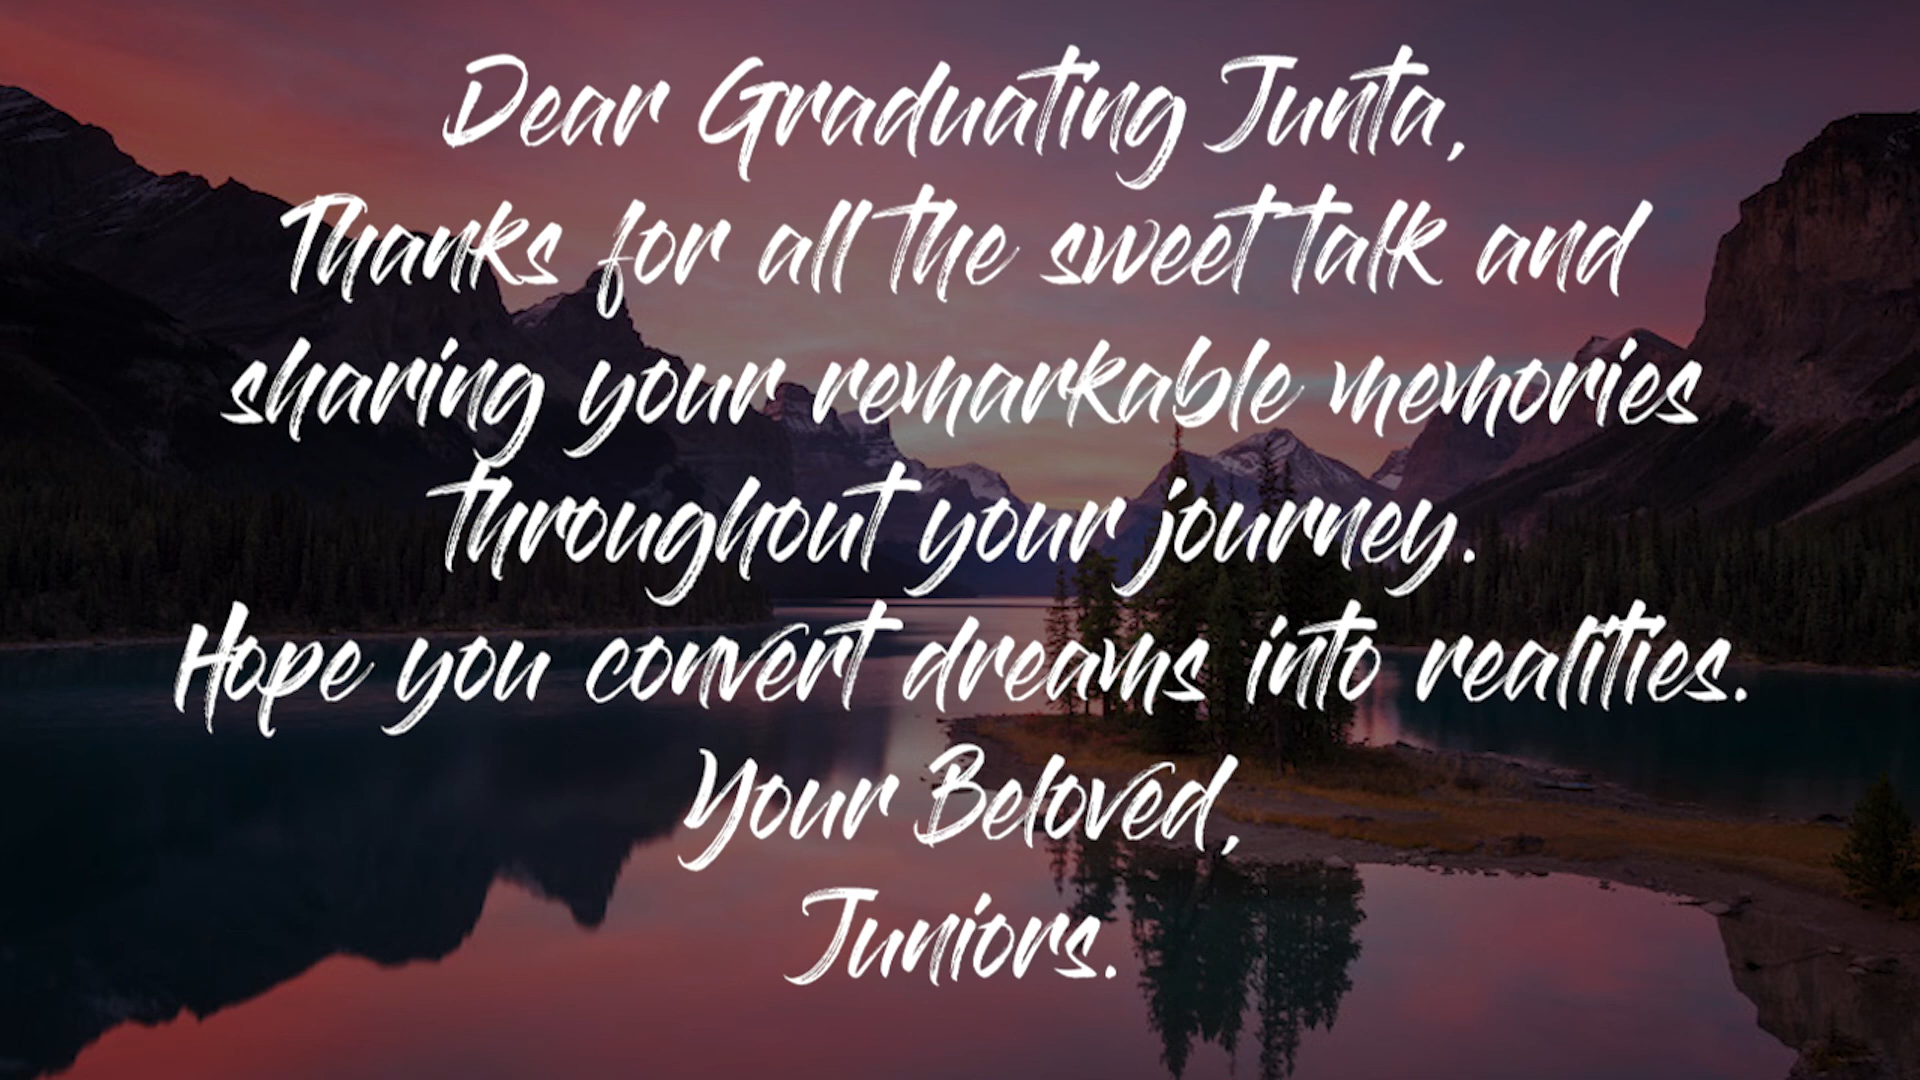 Dear Graduating Junta,
Thanks for all the sweet talk and
sharing your remarkable memories
throughout your journey.
Hope you convert dreams into realities.
Your Beloved,
Juniors.